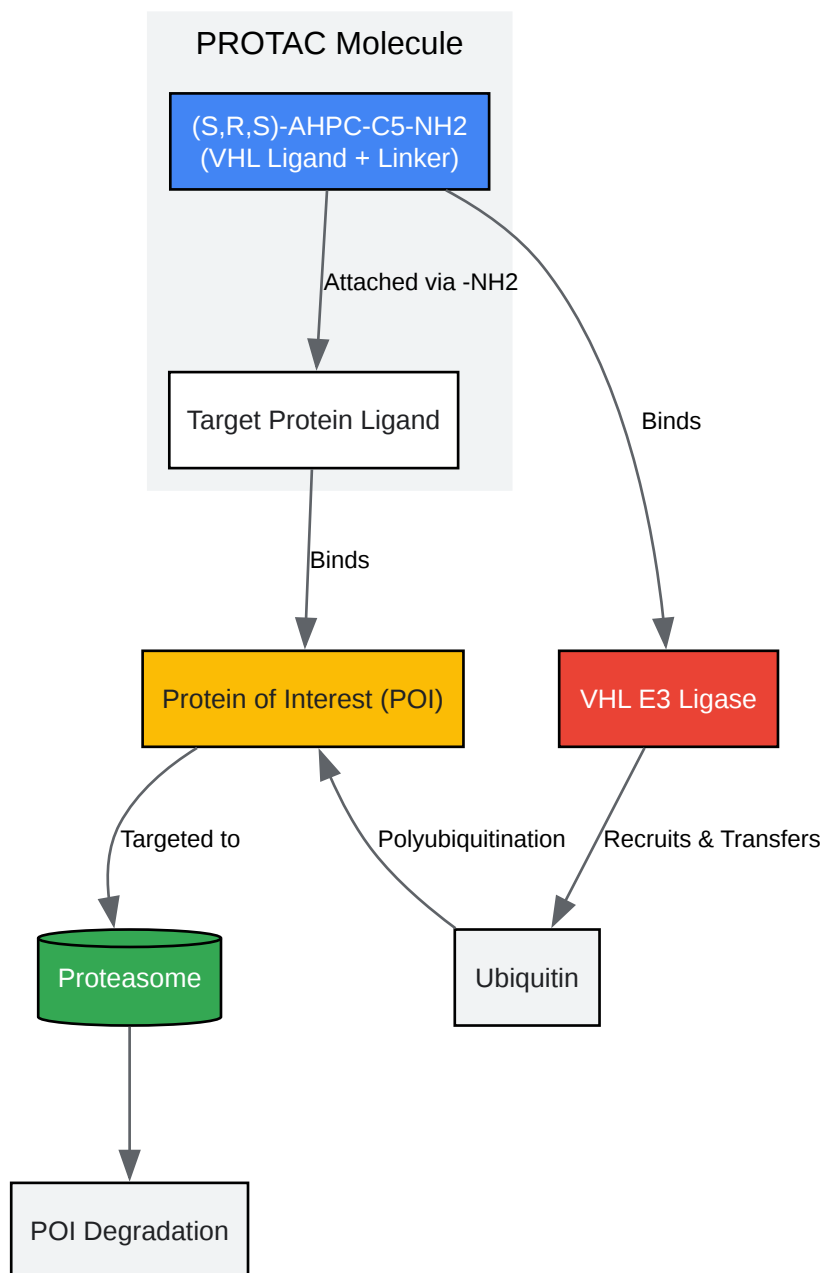 PROTAC Molecule
(S,R,S)-AHPC-C5-NH2
(VHL Ligand + Linker)
Attached via -NH2
Target Protein Ligand
Binds
Binds
Protein of Interest (POI)
VHL E3 Ligase
Targeted to
Polyubiquitination
Recruits & Transfers
Proteasome
Ubiquitin
POI Degradation